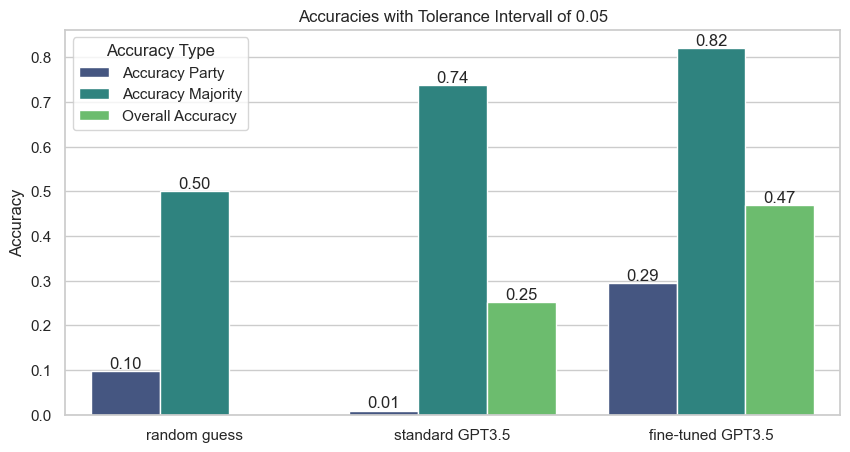 Accuracies with Tolerance Intervall of 0.05
Accuracy Type
Accuracy Party
Accuracy Majority
Overall Accuracy
Accuracy
0.8
0.7
0.6
0.5
0.4
0.3
0.2
0.1
0.0
0.10
0.50
0.01
0.74
0.25
0.29
0.82
0.47
random guess
standard GPT3.5
fine-tuned GPT3.5